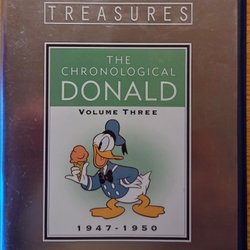 TREASURES
THE
CHRONOLOGICAL
DONALD
VOLUME THREE
1947-1950